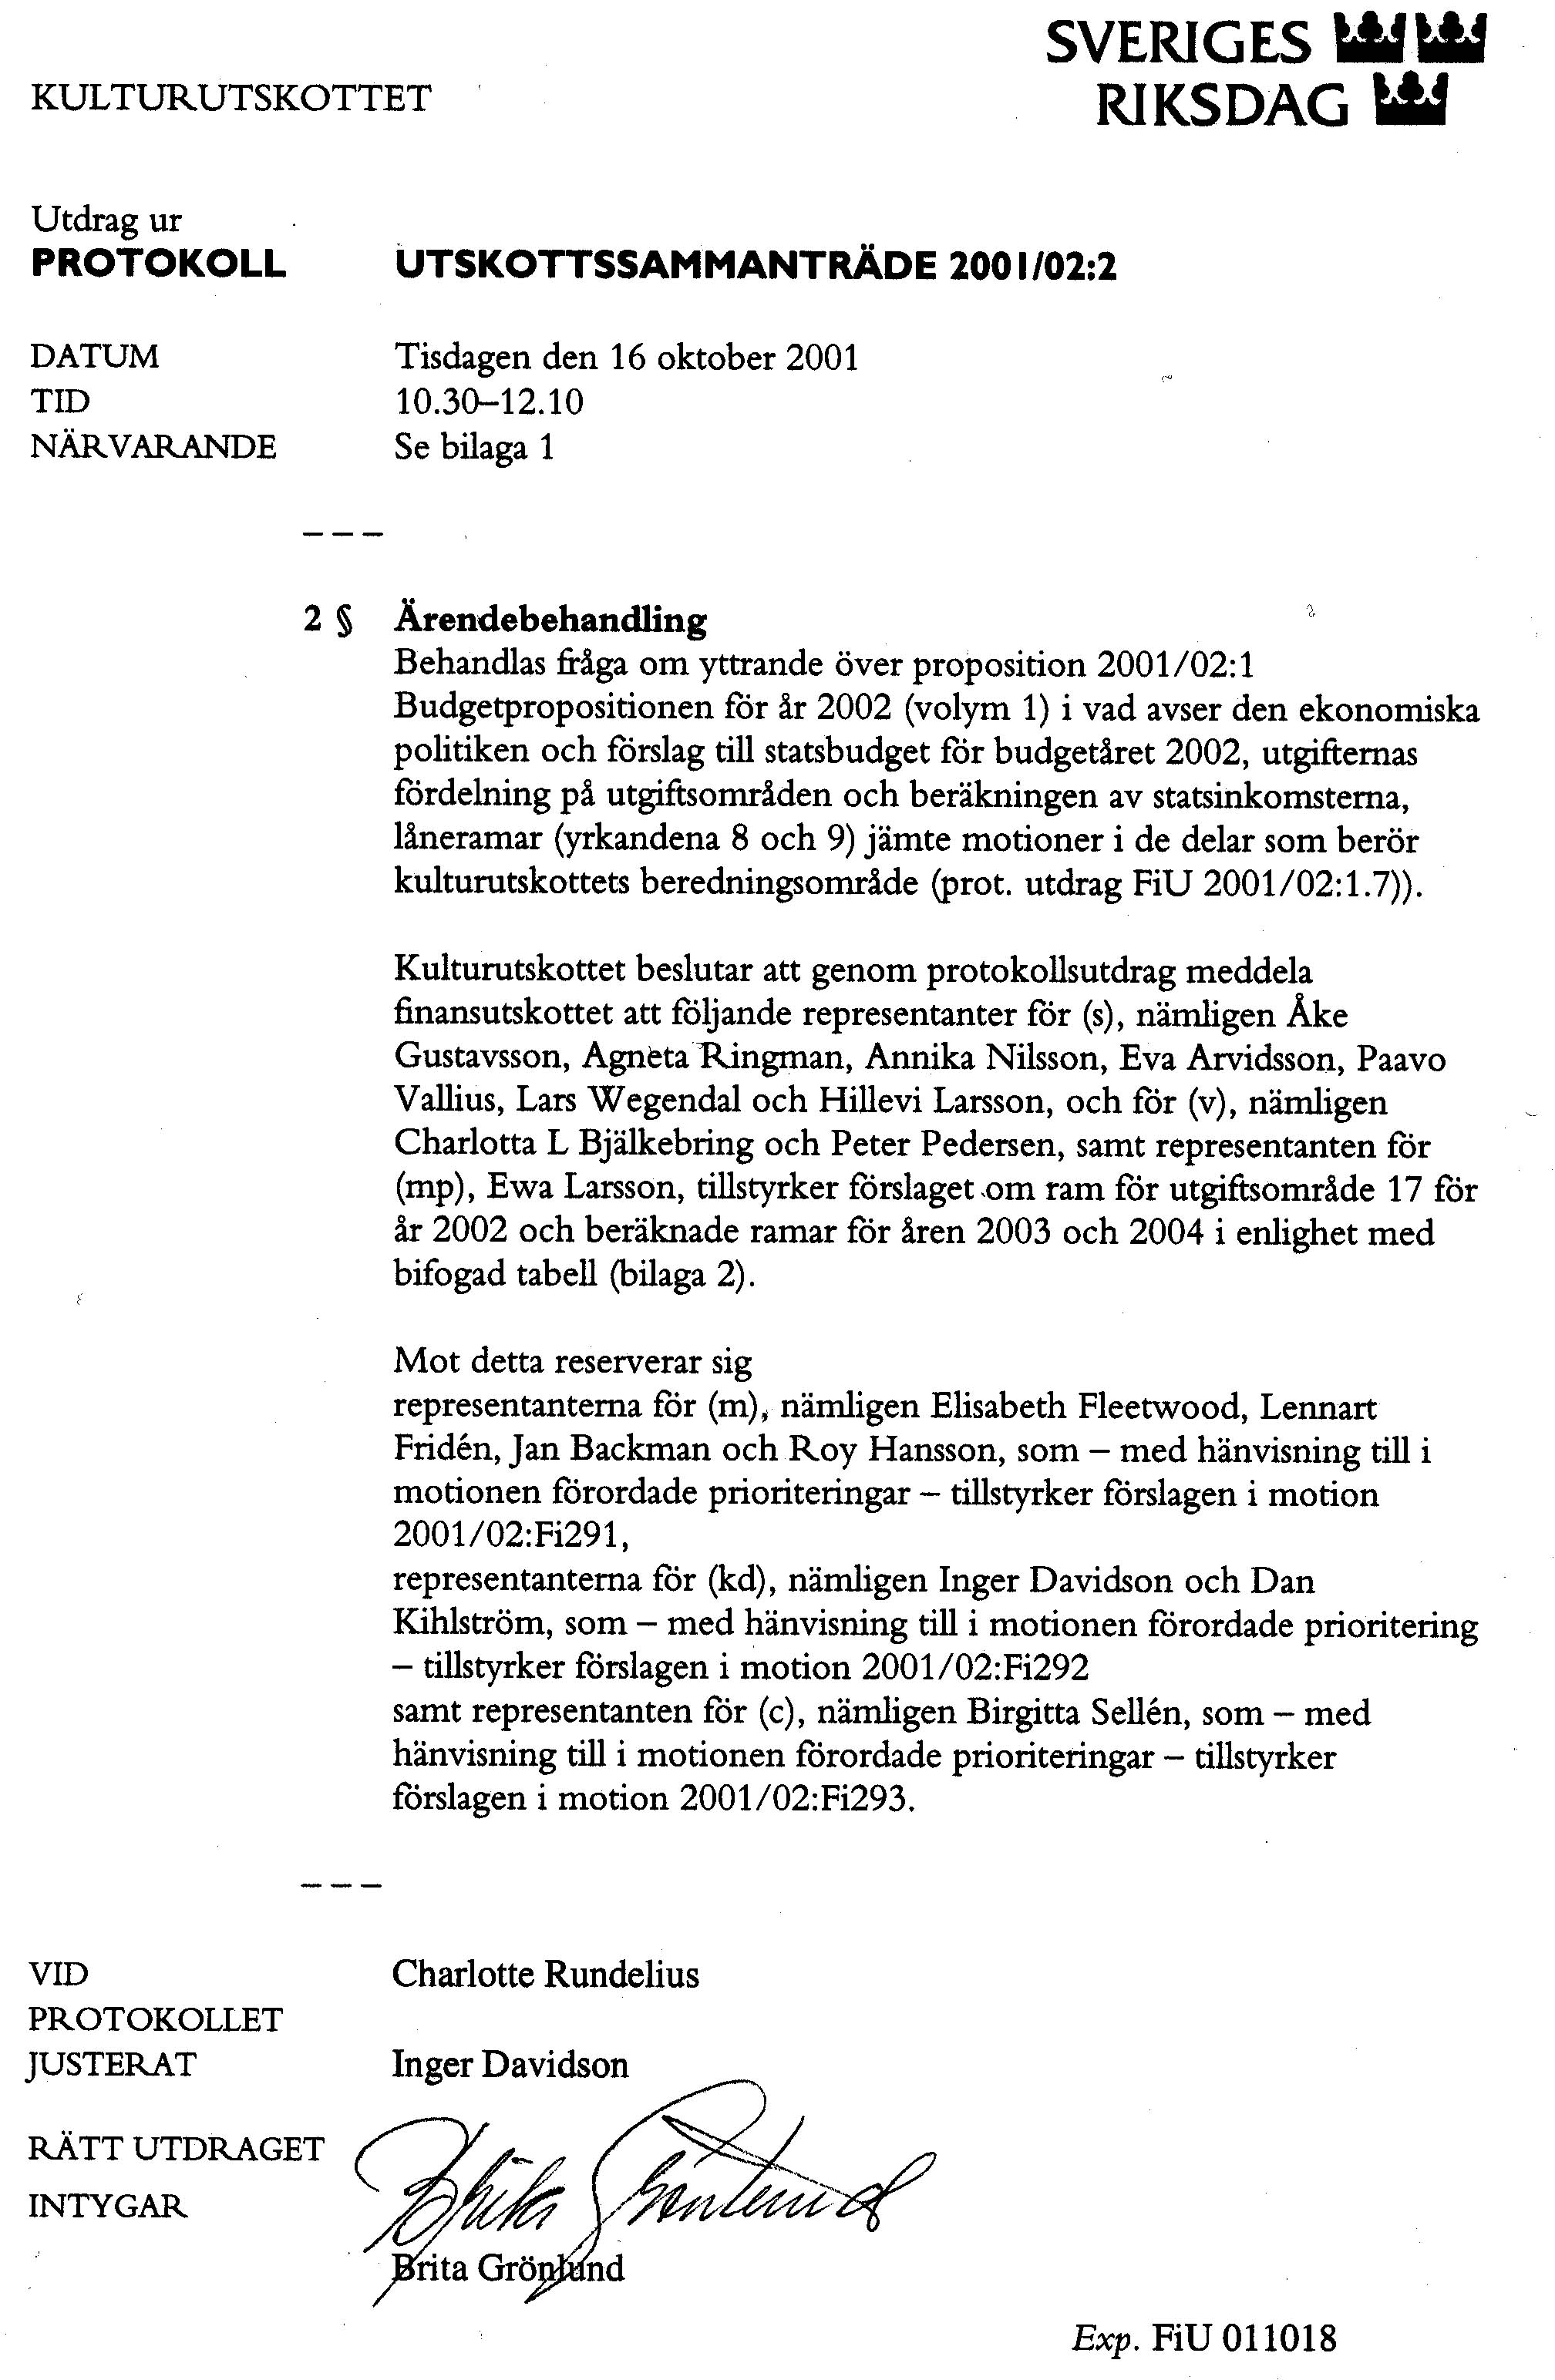 SVERIGES
RIKSDAG
KULTURUTSKOTTET
Utdrag ur
PROTOKOLL UTSKOTTSSAMMANTRÄDE 2001/02:2
DATUM Tisdagen den 16 oktober 2001
TID 10.30–12.10
NÄRVARANDE Se bilaga 1
– – –
2 § Ärendebehandling
Behandlas fråga om yttrande över proposition 2001/02:1
Budgetpropositionen för år 2002 (volym 1) i vad avser den ekonomiska
politiken och förslag till statsbudget för budgetåret 2002, utgifternas
fördelning på utgiftsområden och beräkningen av statsinkomsterna,
låneramar (yrkandena 8 och 9) jämte motioner i de delar som berör
kulturutskottets beredningsområde (prot. utdrag FiU 2001/02:1.7)).
Kulturutskottet beslutar att genom protokollsutdrag meddela
finansutskottet att följande representanter för (s), nämligen Åke
Gustavsson, Agneta Ringman, Annika Nilsson, Eva Arvidsson, Paavo
Vallius, Lars Wegendal och Hillevi Larsson, och för (v), nämligen
Charlotta L Bjälkebring och Peter Pedersen, samt representanten för
(mp), Ewa Larsson, tillstyrker förslaget om ram för utgiftsområde 17 för
år 2002 och beräknade ramar för åren 2003 och 2004 i enlighet med
bifogad tabell (bilaga 2).
Mot detta reserverar sig
representanterna för (m), nämligen Elisabeth Fleetwood, Lennart
Fridén, Jan Backman och Roy Hansson, som – med hänvisning till i
motionen förordade prioriteringar – tillstyrker förslagen i motion
2001/02:Fi291,
representanterna för (kd), nämligen Inger Davidson och Dan
Kihlström, som – med hänvisning till i motionen förordade prioritering
– tillstyrker förslagen i motion 2001/02:Fi292
samt representanten för (c), nämligen Birgitta Sellén, som – med
hänvisning till i motionen förordade prioriteringar – tillstyrker
förslagen i motion 2001/02:Fi293.
– – –
VID Charlotte Rundelius
PROTOKOLLET
JUSTERAT Inger Davidson
RÄTT UTDRAGET
INTYGAR Brita Grönlund
Brita Grönlund
Exp. FiU 011018